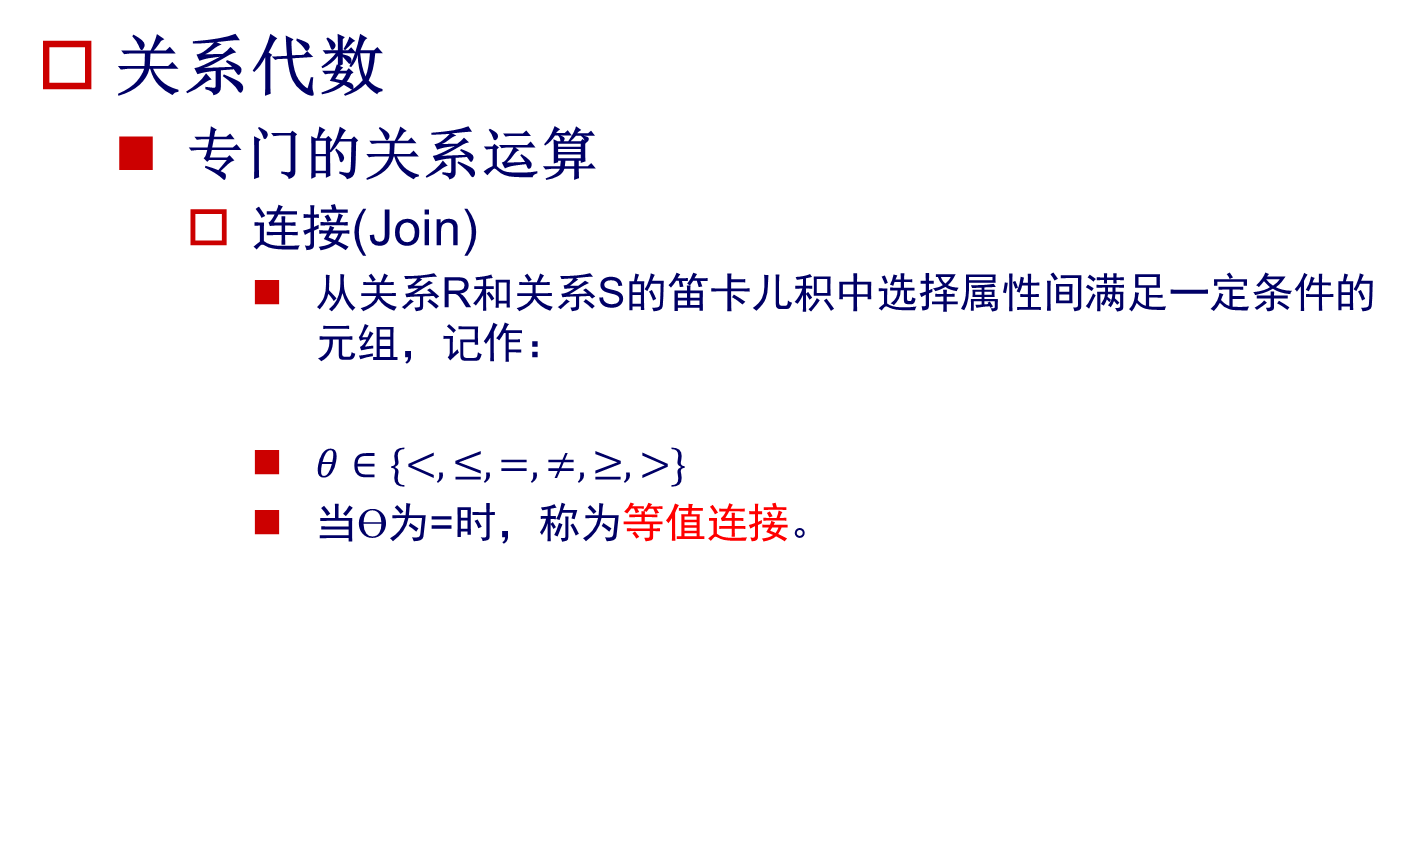 关系代数
专门的关系运算
连接(Join)
从关系R和关系S的笛卡儿积中选择属性间满足一定条件的
元组，记作：
θ ∈ {<, ≤, =, ≠, ≥, >}
当Θ为=时，称为等值连接。